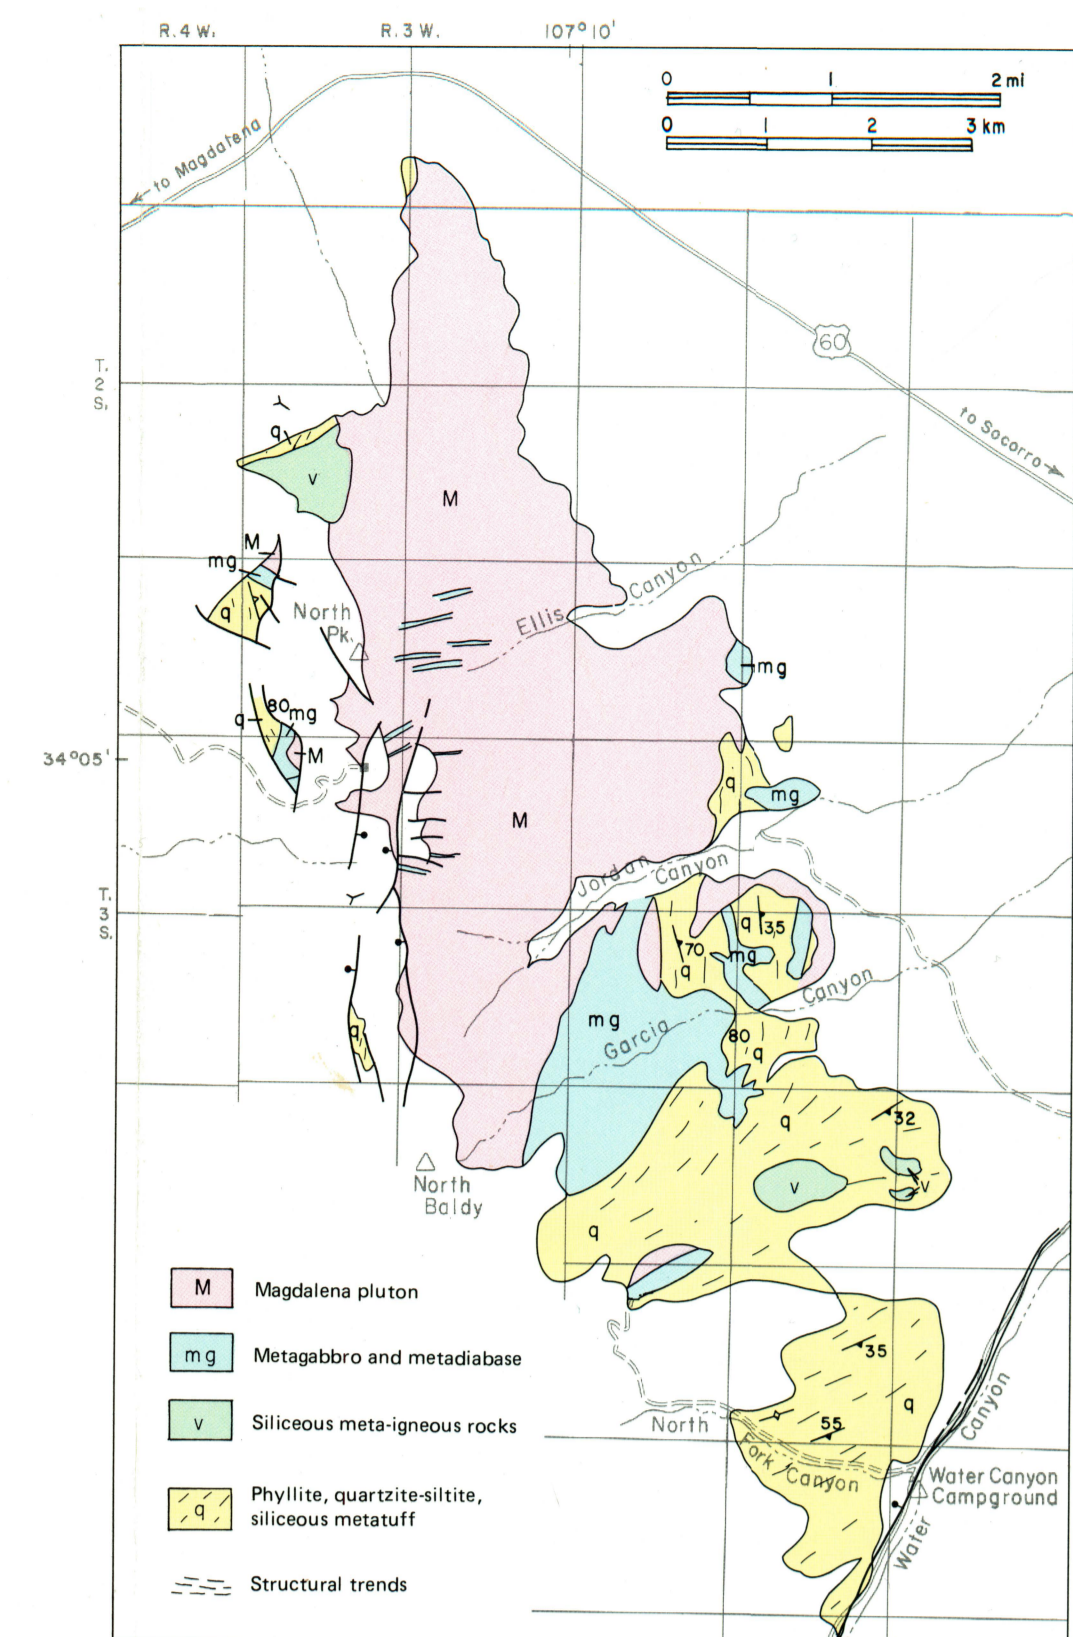 R. 4 W. R. 3 W. 107°10'
0 1 2 mi
0 1 2 3 km
← to Magdatena
60
T.
2
S.
to Socorro →
q
v
M
M
mg
Canyon
q
North
Pk.
Ellis
mg
80
q
mg
M
34°05'
q
mg
M
Jordan
Canyon
T.
3
S.
q
35
70
q
mg
Canyon
mg
Garcia
q
80
q
q
32
v
v
North
Baldy
q
M Magdalena pluton
mg Metagabbro and metadiabase
v Siliceous meta-igneous rocks
q Phyllite, quartzite-siltite,
siliceous metatuff
Structural trends
35
q
55
North
Fork Canyon
Canyon
Water Canyon
Campground
Water